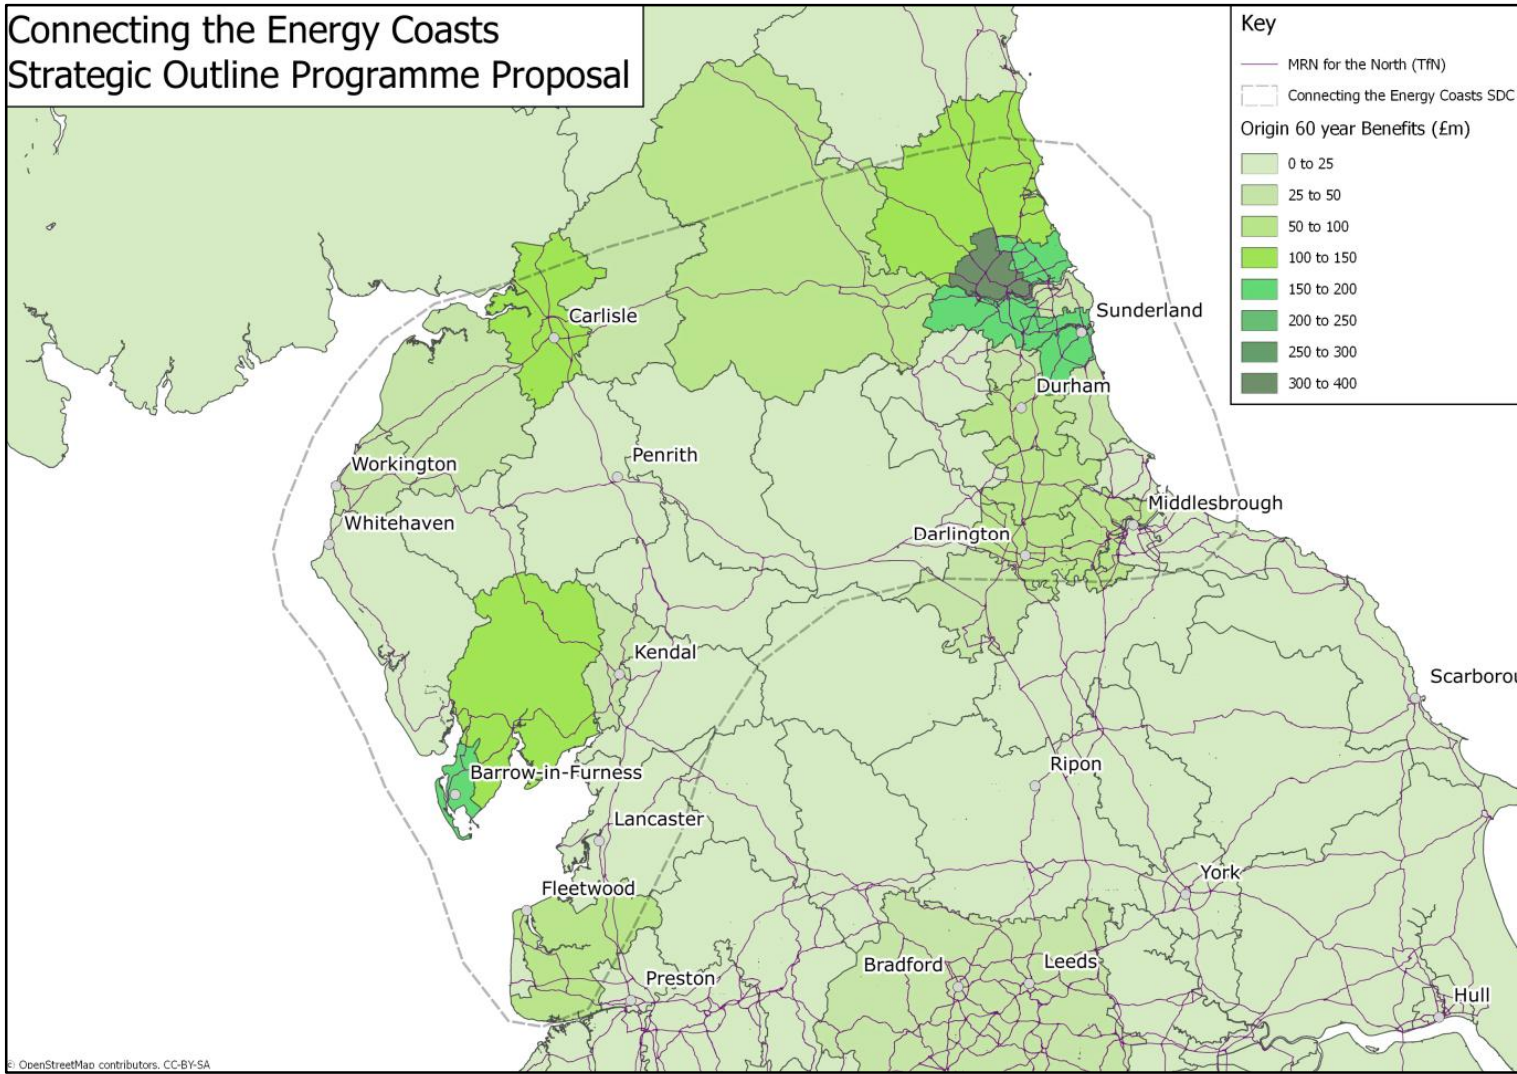 Connecting the Energy Coasts
Strategic Outline Programme Proposal
Key
MRN for the North (TfN)
Connecting the Energy Coasts SDC
Origin 60 year Benefits (£m)
0 to 25
25 to 50
50 to 100
100 to 150
150 to 200
200 to 250
250 to 300
300 to 400
Carlisle
Sunderland
Durham
Penrith
Workington
Whitehaven
Middlesbrough
Darlington
Kendal
Scarborou
Barrow-in-Furness
Ripon
Lancaster
Fleetwood
York
Bradford
Leeds
Preston
Hull
© OpenStreetMap contributors. CC-BY-SA